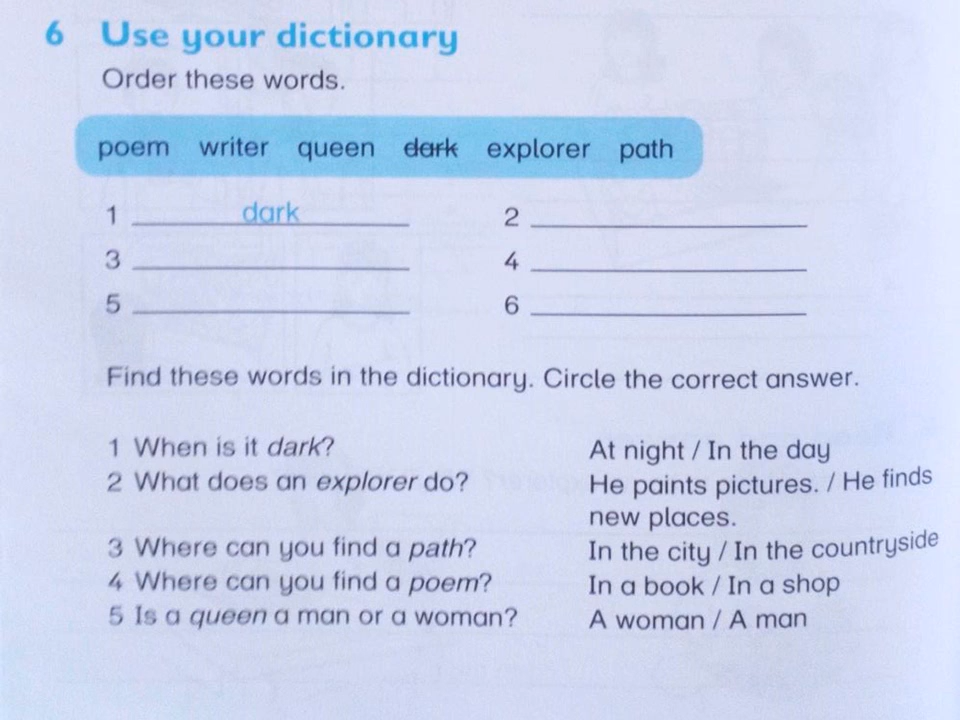 6 Use your dictionary
Order these words.
poem writer queen dark explorer path
1 dark 2
3 4
5 6
Find these words in the dictionary. Circle the correct answer.
1 When is it dark? At night / In the day
2 What does an explorer do? He paints pictures. / He finds
new places.
3 Where can you find a path? In the city / In the countryside
4 Where can you find a poem? In a book / In a shop
5 Is a queen a man or a woman? A woman / A man